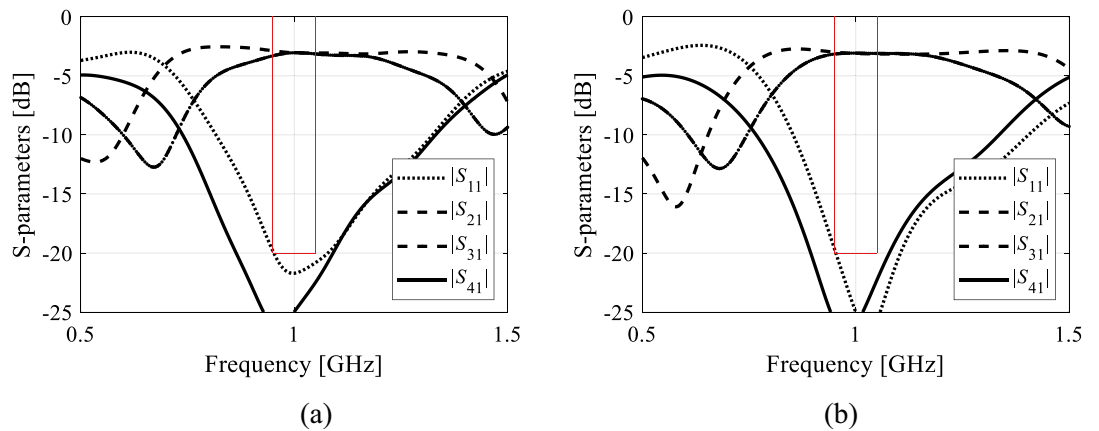 0
-5
-10
-15
-20
-25
0.5
1
1.5
S-parameters [dB]
Frequency [GHz]
|S11|
|S21|
|S31|
|S41|
(a)
0
-5
-10
-15
-20
-25
0.5
1
1.5
S-parameters [dB]
Frequency [GHz]
|S11|
|S21|
|S31|
|S41|
(b)